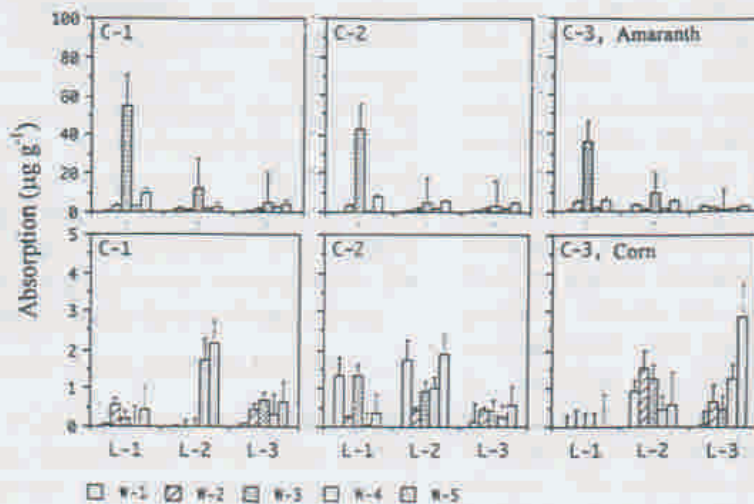 100
80
60
40
20
0
C-1
C-2
C-3, Amaranth
Absorption (µg g⁻¹)
5
4
3
2
1
0
C-1
C-2
C-3, Corn
L-1 L-2 L-3 L-1 L-2 L-3 L-1 L-2 L-3
W-1 W-2 W-3 W-4 W-5